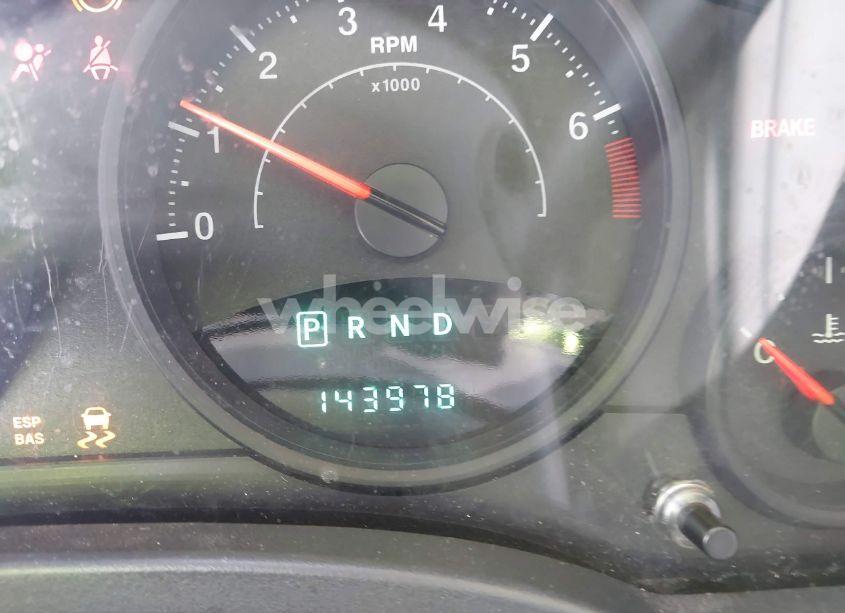 3 4
2 5
RPM
x1000
1 6
BRAKE
0
wheelwise
P R N D
C
143978
ESP
BAS